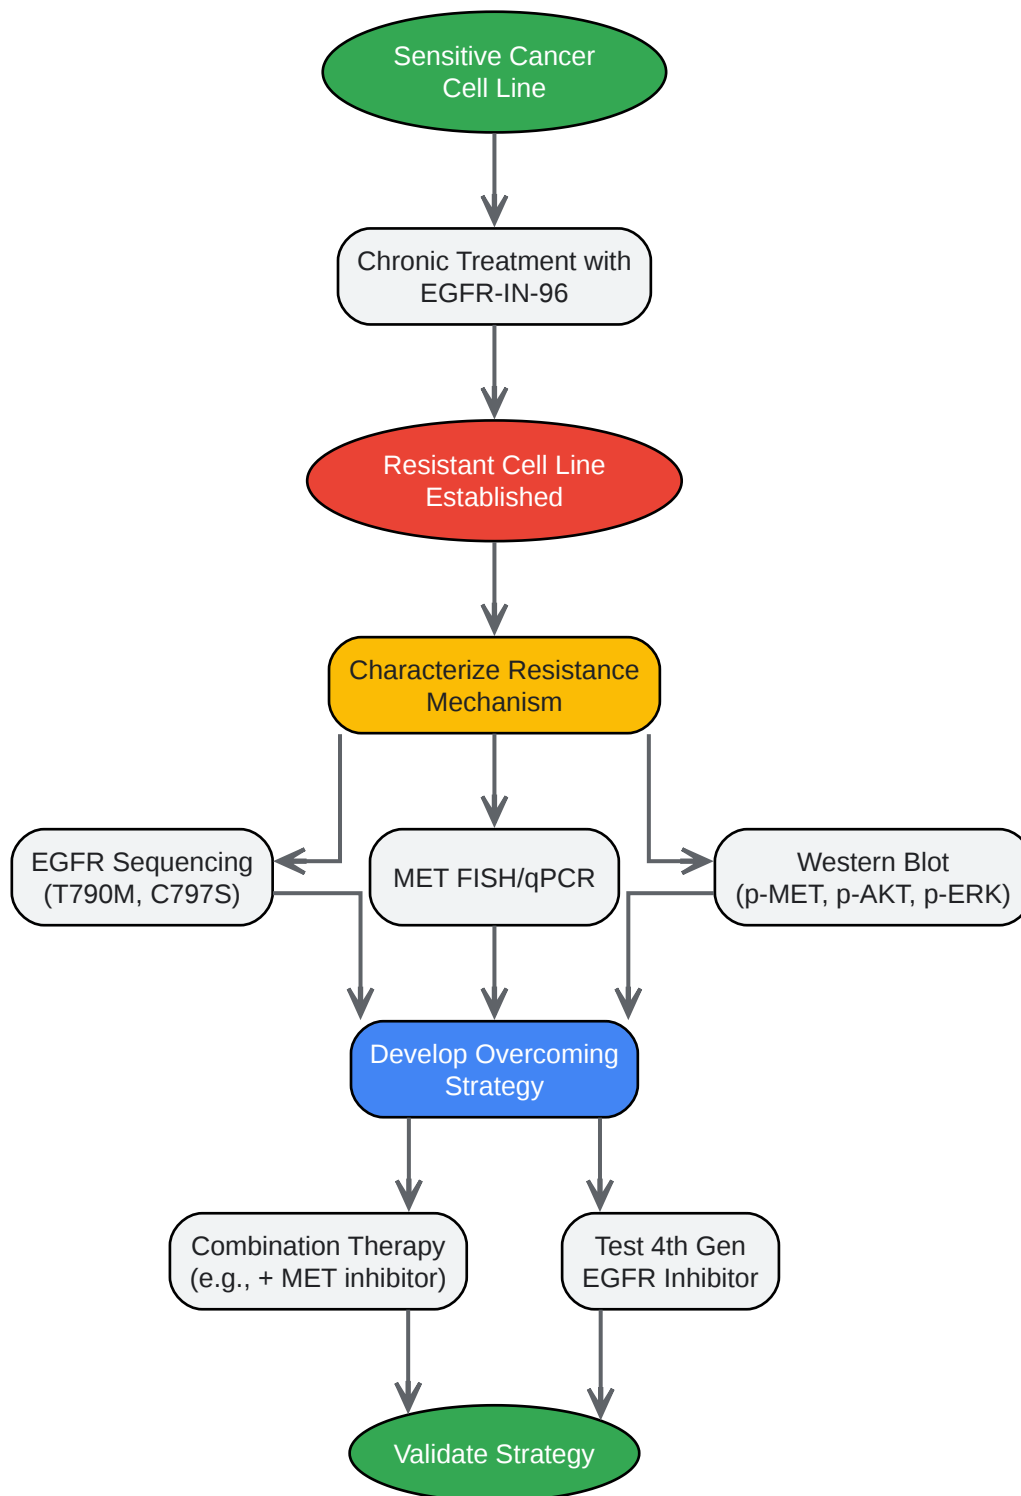 Sensitive Cancer
Cell Line
Chronic Treatment with
EGFR-IN-96
Resistant Cell Line
Established
Characterize Resistance
Mechanism
EGFR Sequencing
(T790M, C797S)
MET FISH/qPCR
Western Blot
(p-MET, p-AKT, p-ERK)
Develop Overcoming
Strategy
Combination Therapy
(e.g., + MET inhibitor)
Test 4th Gen
EGFR Inhibitor
Validate Strategy